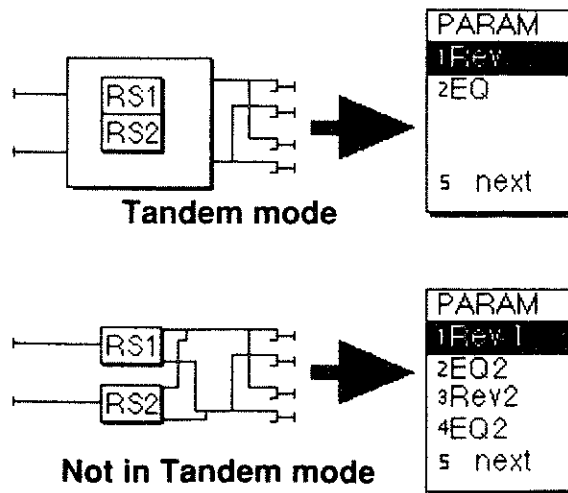 RS1
RS2
Tandem mode
PARAM
1Rev
2EQ
5 next
RS1
RS2
Not in Tandem mode
PARAM
1Rev 1
2EQ2
3Rev2
4EQ2
5 next